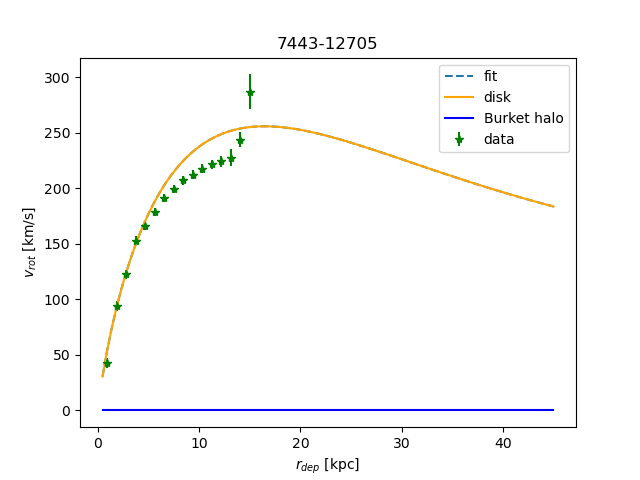 7443-12705
fit
disk
Burket halo
data
300
250
200
150
100
50
0
v_rot [km/s]
0 10 20 30 40
r_dep [kpc]